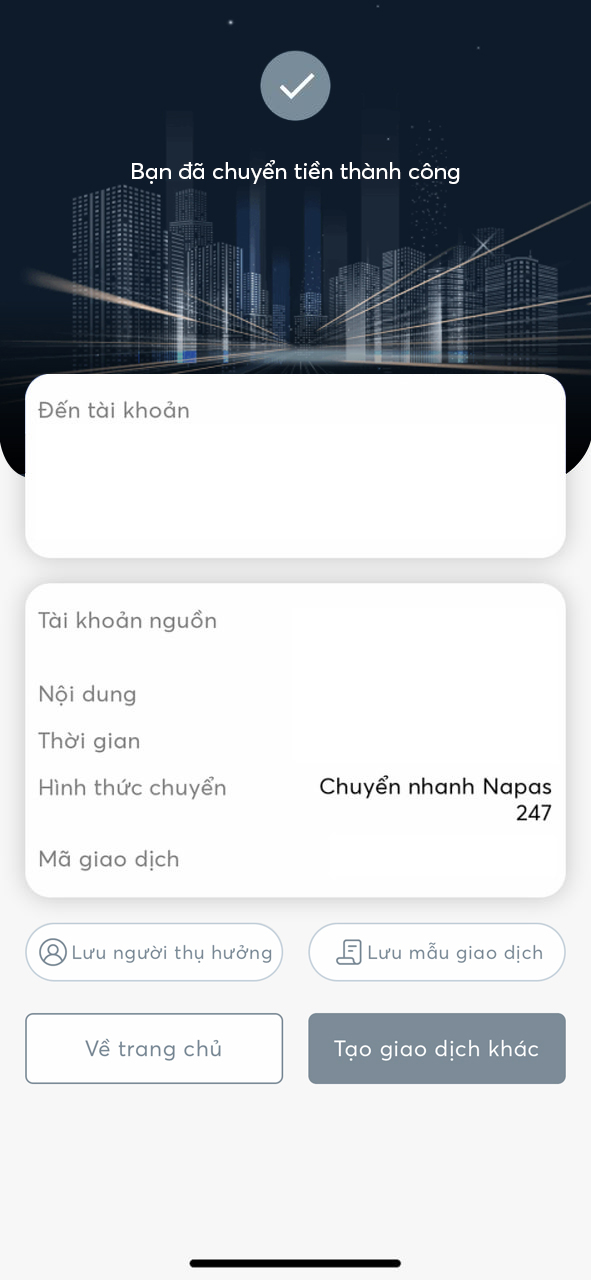 Bạn đã chuyển tiền thành công
Đến tài khoản
Tài khoản nguồn
Nội dung
Thời gian
Hình thức chuyển
Chuyển nhanh Napas
247
Mã giao dịch
Lưu người thụ hưởng
Lưu mẫu giao dịch
Về trang chủ
Tạo giao dịch khác